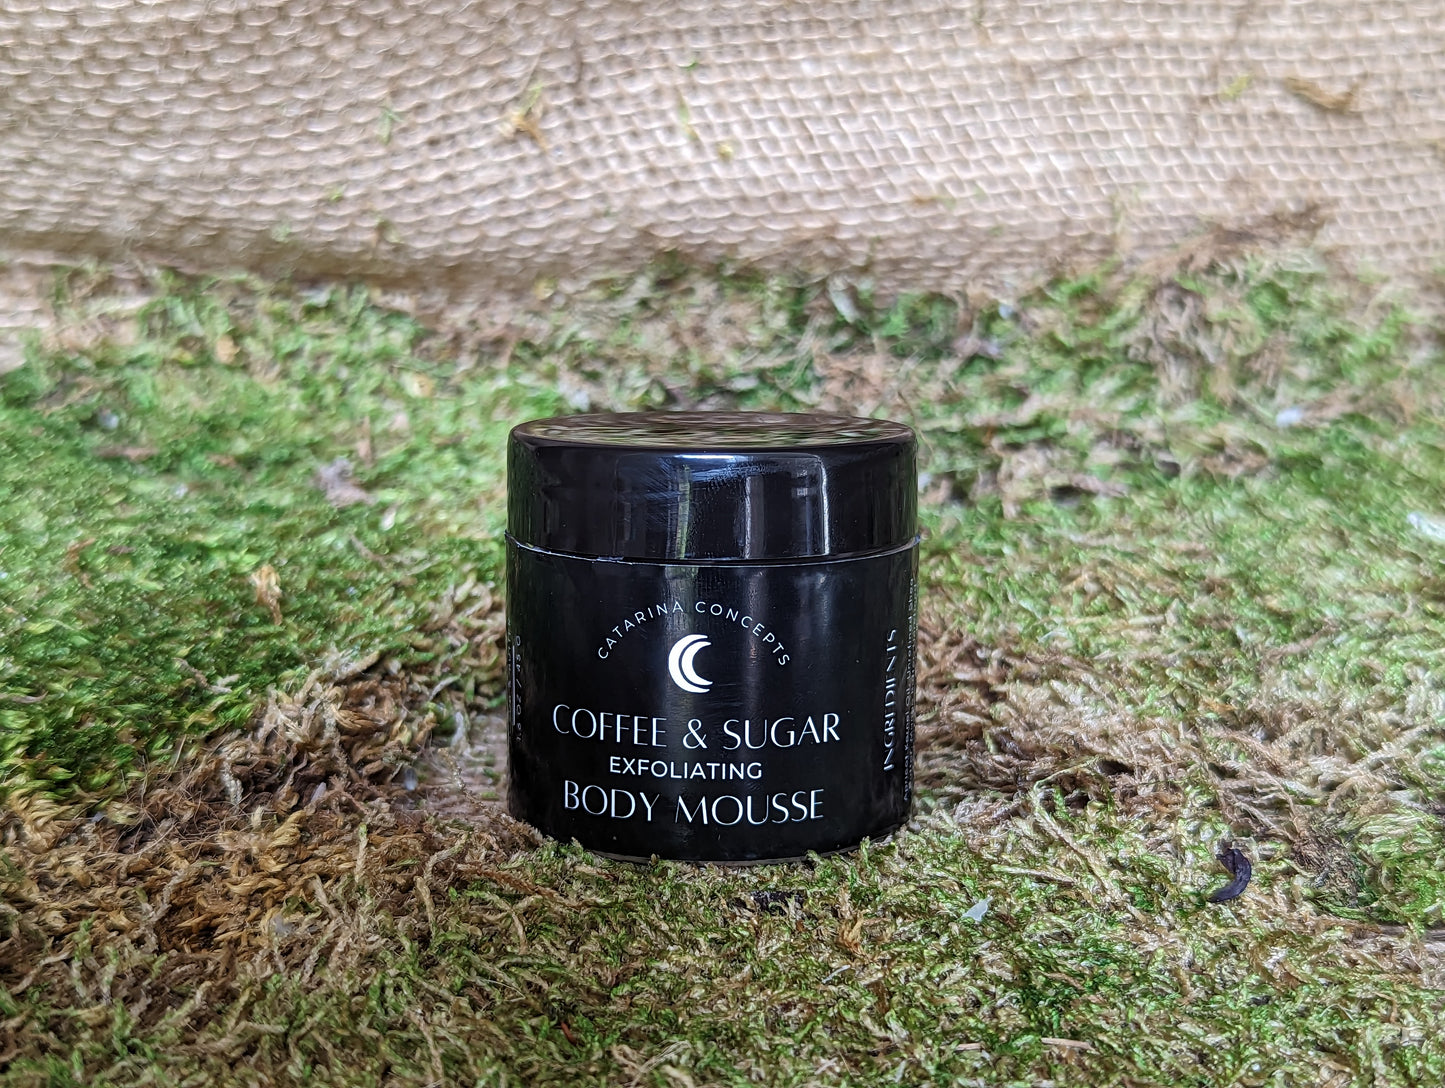 CATARINA CONCEPTS
COFFEE & SUGAR
EXFOLIATING
BODY MOUSSE
INGREDIENTS